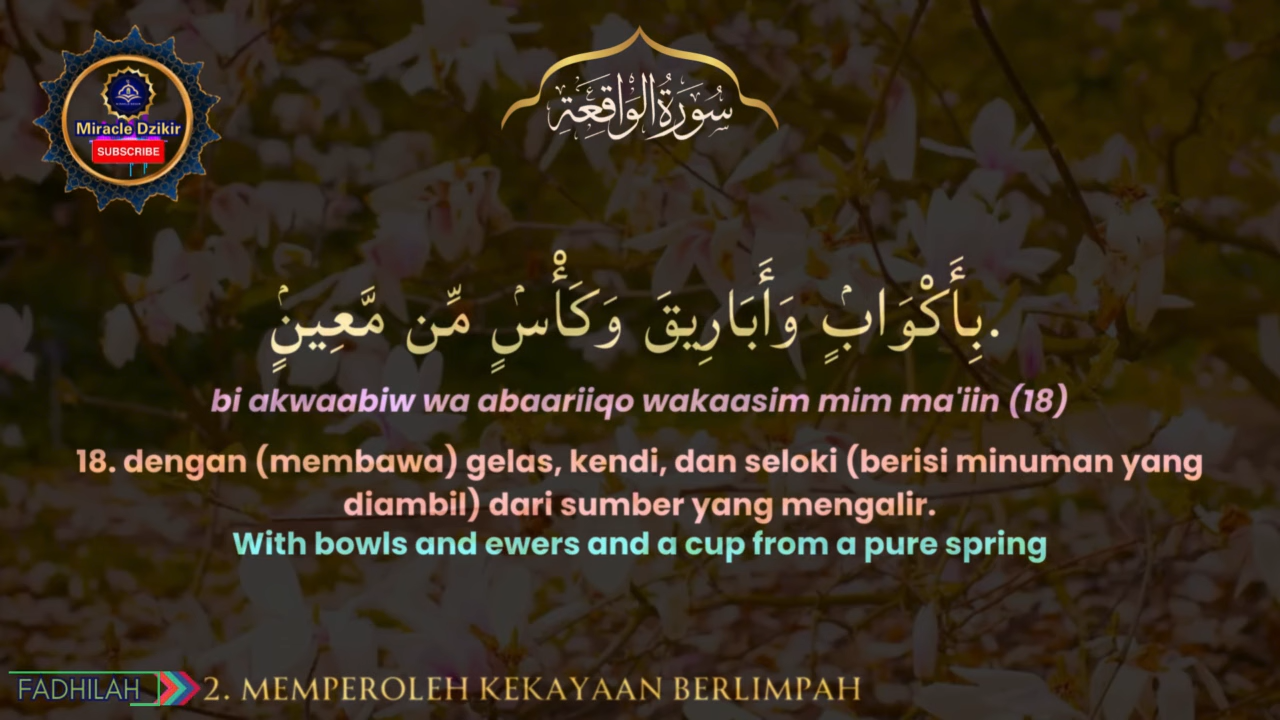 Miracle Dzikir
SUBSCRIBE
سُورَةُ الْوَاقِعَةِ
بِأَكْوَابٍۢ وَأَبَارِيقَ وَكَأْسٍۢ مِّن مَّعِينٍۢ.
bi akwaabiw wa abaariiqo wakaasim mim ma'iin (18)
18. dengan (membawa) gelas, kendi, dan seloki (berisi minuman yang
diambil) dari sumber yang mengalir.
With bowls and ewers and a cup from a pure spring
FADHILAH
2. MEMPEROLEH KEKAYAAN BERLIMPAH